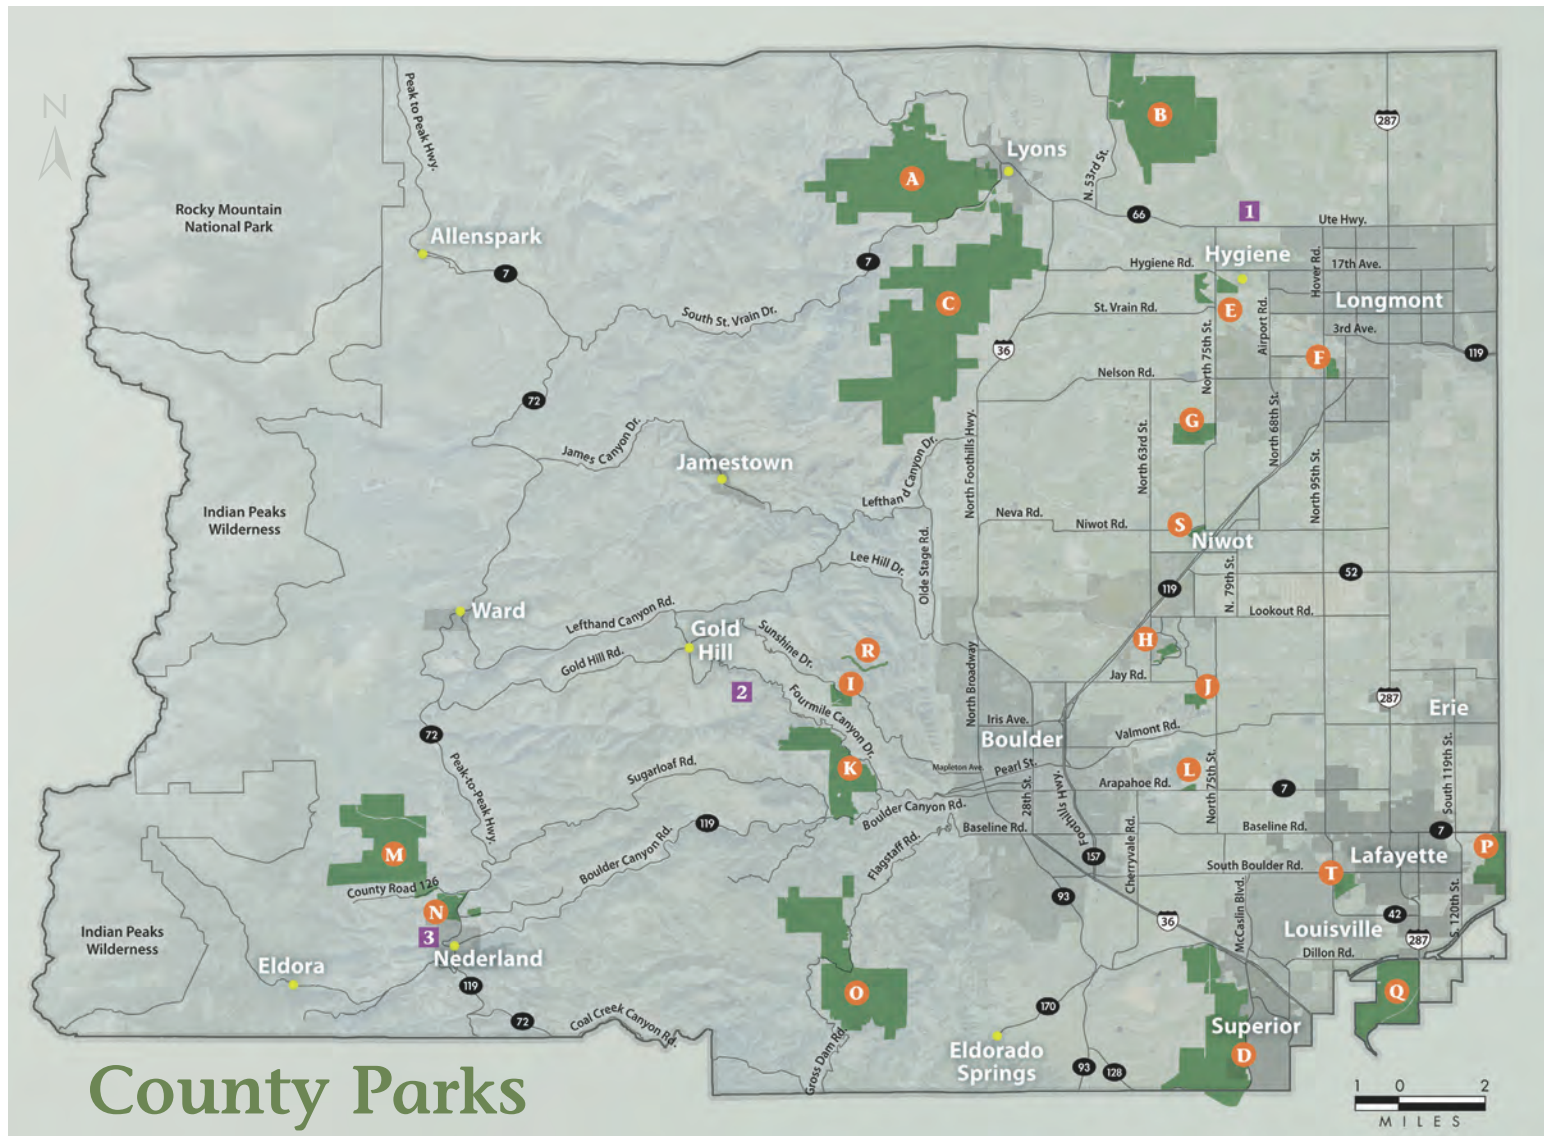 N
Peak to Peak Hwy.
287
B
Lyons
N. 53rd St.
A
Rocky Mountain
National Park
1
66
Ute Hwy.
Allenspark
7
7
Hygiene
Hygiene Rd.
Hover Rd.
17th Ave.
C
South St. Vrain Dr.
St. Vrain Rd.
E
Longmont
Airport Rd.
3rd Ave.
36
North 75th St.
F
119
Nelson Rd.
72
James Canyon Dr.
North Foothills Hwy.
G
North 63rd St.
North 68th St.
Jamestown
Lefthand Canyon Dr.
North 95th St.
Indian Peaks
Wilderness
Neva Rd.
Niwot Rd.
S
Niwot
Lee Hill Dr.
Olde Stage Rd.
N. 79th St.
52
119
Ward
Lefthand Canyon Rd.
Lookout Rd.
Gold
Hill
Sunshine Dr.
R
H
Gold Hill Rd.
I
North Broadway
Jay Rd.
J
2
Fourmile Canyon Dr.
287
Erie
Iris Ave.
Boulder
Valmont Rd.
72
Peak-to-Peak Hwy.
Sugarloaf Rd.
K
Mapleton Ave.
Pearl St.
L
Arapahoe Rd.
North 75th St.
7
South 119th St.
28th St.
Foothills Hwy.
Boulder Canyon Rd.
119
Baseline Rd.
Baseline Rd.
7
M
Boulder Canyon Rd.
Flagstaff Rd.
157
Cherryvale Rd.
South Boulder Rd.
Lafayette
P
T
County Road 126
93
McCaslin Blvd.
S. 120th St.
N
36
42
3
Louisville
287
Indian Peaks
Wilderness
Nederland
Dillon Rd.
Eldora
119
O
Q
170
72
Coal Creek Canyon Rd.
Superior
Gross Dam Rd.
Eldorado
Springs
D
93
128
County Parks
1 0 2
MILES